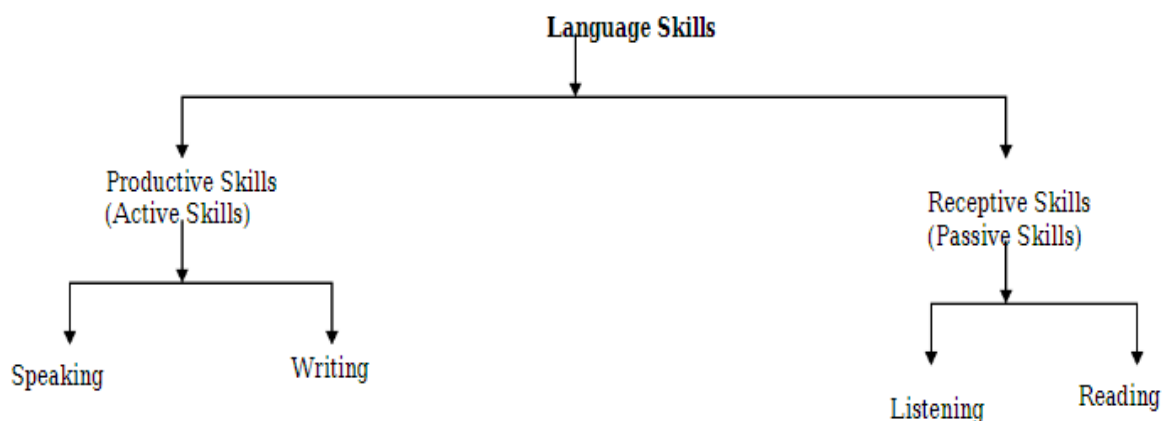 Language Skills
Productive Skills
(Active Skills)
Receptive Skills
(Passive Skills)
Speaking
Writing
Listening
Reading